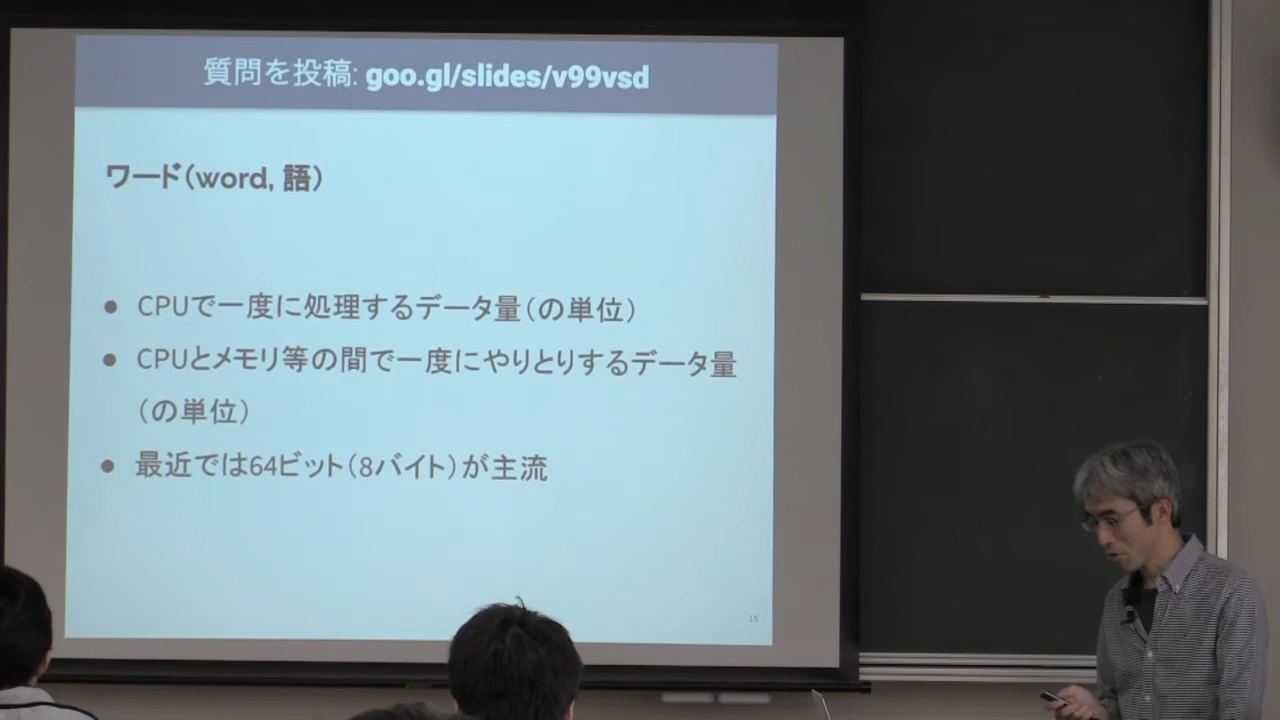 質問を投稿: goo.gl/slides/v99vsd
ワード(word, 語)
● CPUで一度に処理するデータ量(の単位)
● CPUとメモリ等の間で一度にやりとりするデータ量
(の単位)
● 最近では64ビット(8バイト)が主流
15